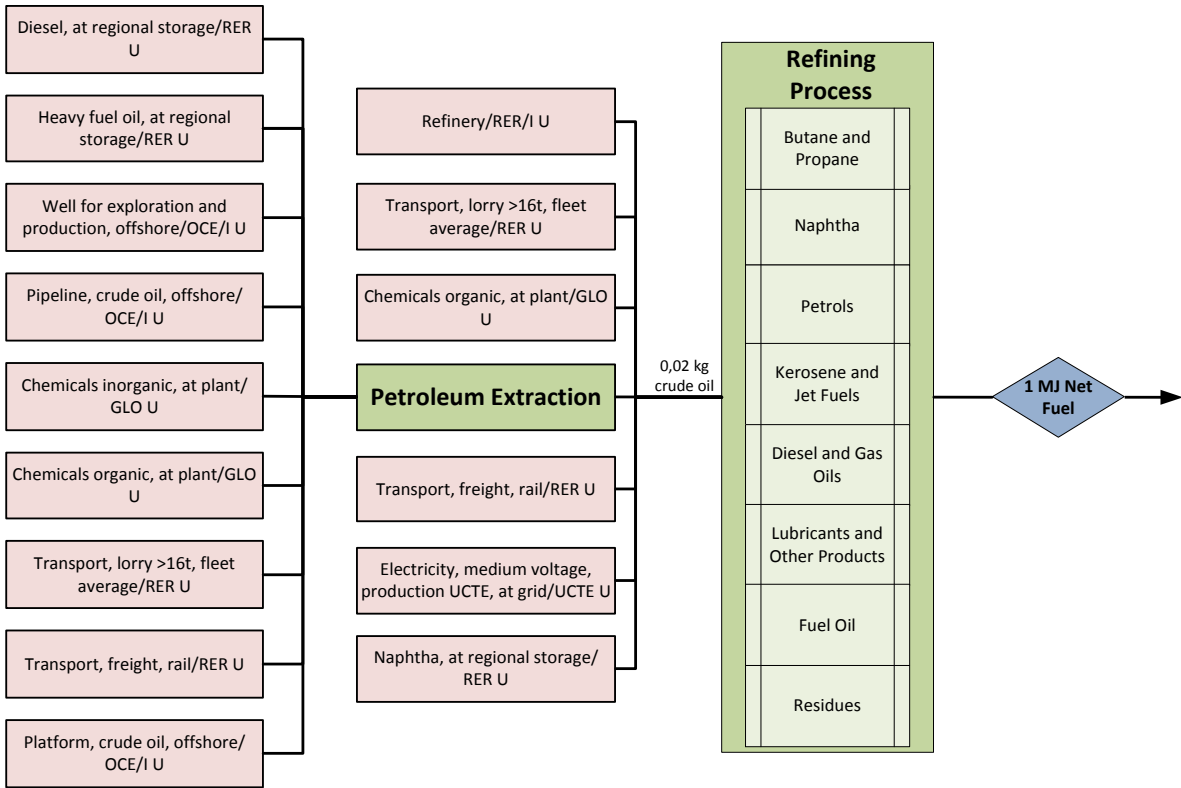 Diesel, at regional storage/RER
U
Heavy fuel oil, at regional
storage/RER U
Well for exploration and
production, offshore/OCE/I U
Pipeline, crude oil, offshore/
OCE/I U
Chemicals inorganic, at plant/
GLO U
Chemicals organic, at plant/GLO
U
Transport, lorry >16t, fleet
average/RER U
Transport, freight, rail/RER U
Platform, crude oil, offshore/
OCE/I U
Refinery/RER/I U
Transport, lorry >16t, fleet
average/RER U
Chemicals organic, at plant/GLO
U
Petroleum Extraction
Transport, freight, rail/RER U
Electricity, medium voltage,
production UCTE, at grid/UCTE U
Naphtha, at regional storage/
RER U
0,02 kg
crude oil
Refining
Process
Butane and
Propane
Naphtha
Petrols
Kerosene and
Jet Fuels
Diesel and Gas
Oils
Lubricants and
Other Products
Fuel Oil
Residues
1 MJ Net
Fuel